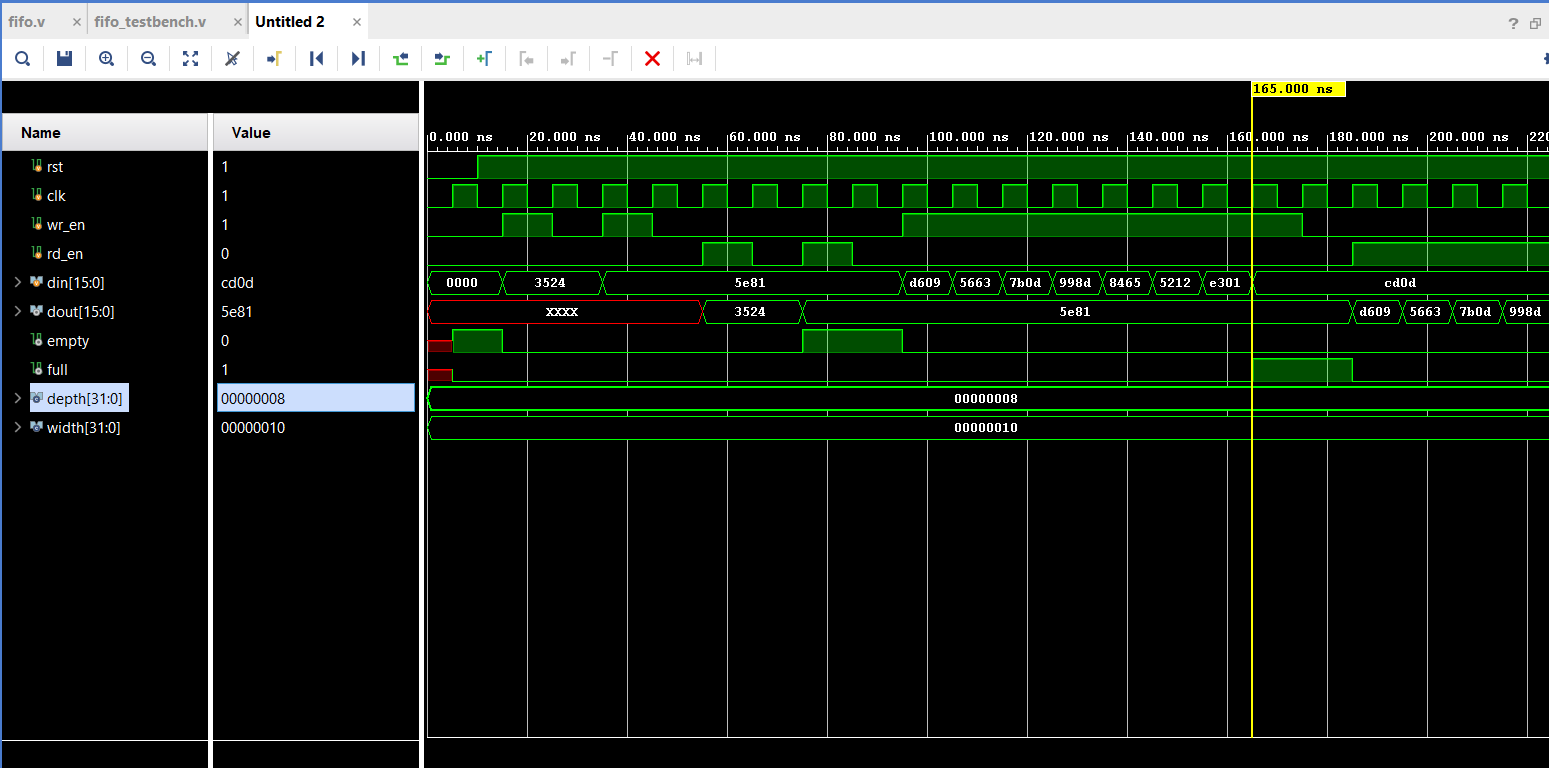 fifo.v × fifo_testbench.v × Untitled 2 × ?
165.000 ns
Name Value
0.000 ns 20.000 ns 40.000 ns 60.000 ns 80.000 ns 100.000 ns 120.000 ns 140.000 ns 160.000 ns 180.000 ns 200.000 ns 220
rst 1
clk 1
wr_en 1
rd_en 0
din[15:0] cd0d 0000 3524 5e81 d609 5663 7b0d 998d 8465 5212 e301 cd0d
dout[15:0] 5e81 XXXX 3524 5e81 d609 5663 7b0d 998d
empty 0
full 1
depth[31:0] 00000008 00000008
width[31:0] 00000010 00000010